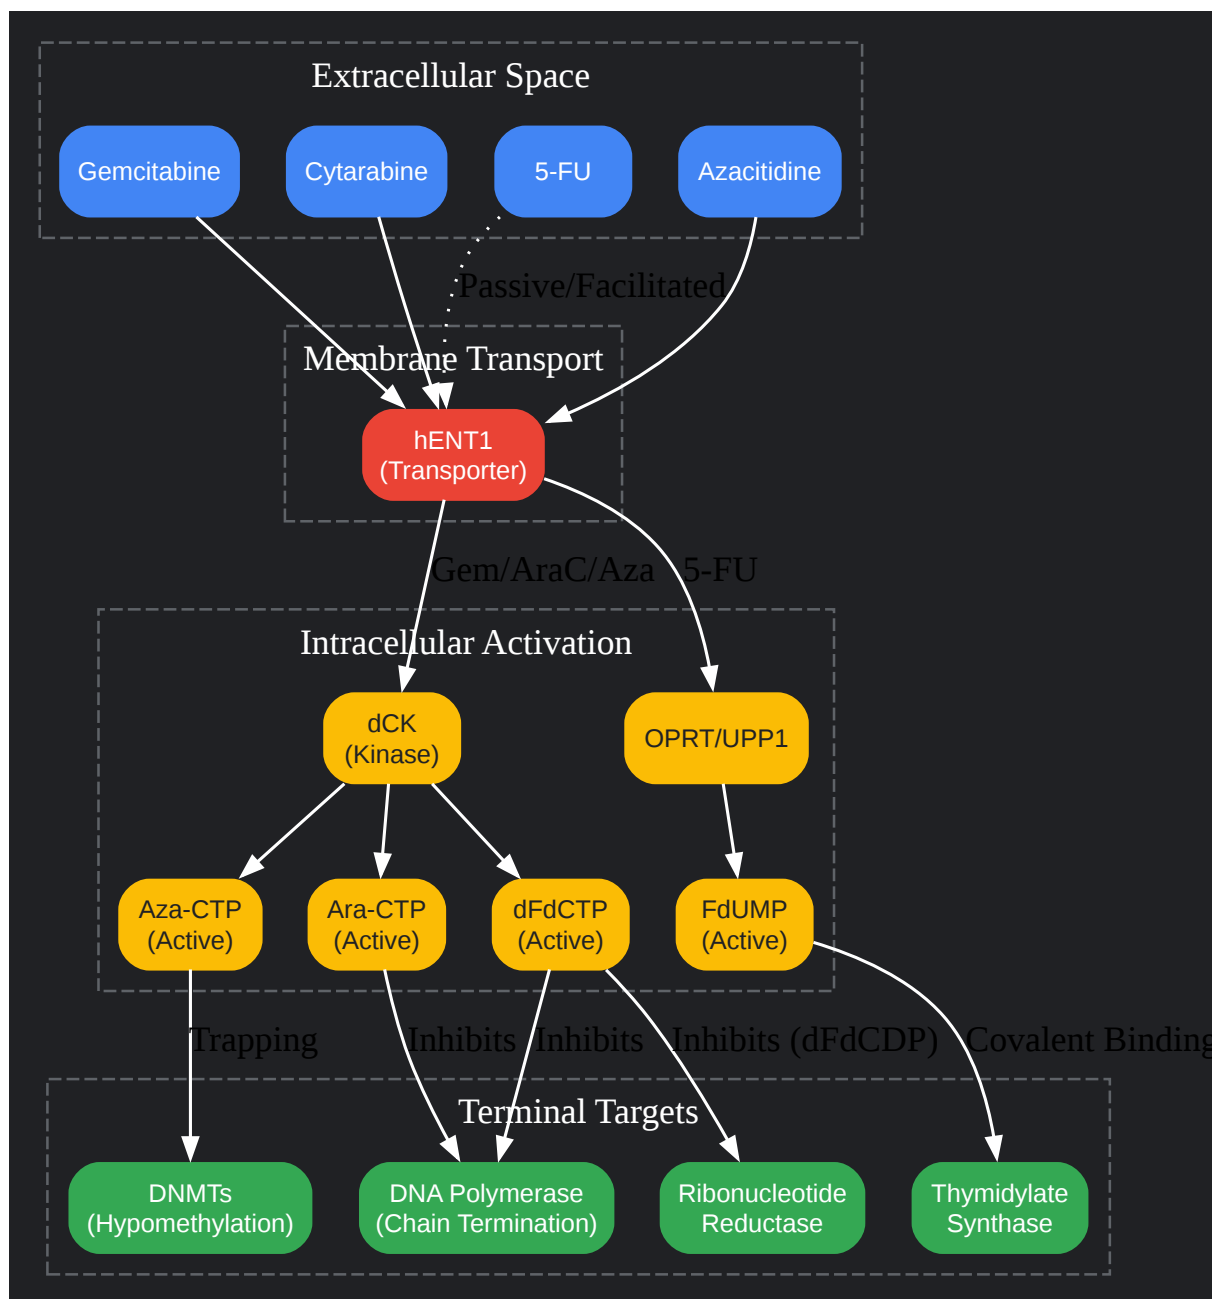 Extracellular Space
Gemcitabine
Cytarabine
5-FU
Azacitidine
Passive/Facilitated
Membrane Transport
hENT1
(Transporter)
Gem/AraC/Aza
5-FU
Intracellular Activation
dCK
(Kinase)
OPRT/UPP1
Aza-CTP
(Active)
Ara-CTP
(Active)
dFdCTP
(Active)
FdUMP
(Active)
Trapping
Inhibits
Inhibits
Inhibits (dFdCDP)
Covalent Binding
Terminal Targets
DNMTs
(Hypomethylation)
DNA Polymerase
(Chain Termination)
Ribonucleotide
Reductase
Thymidylate
Synthase